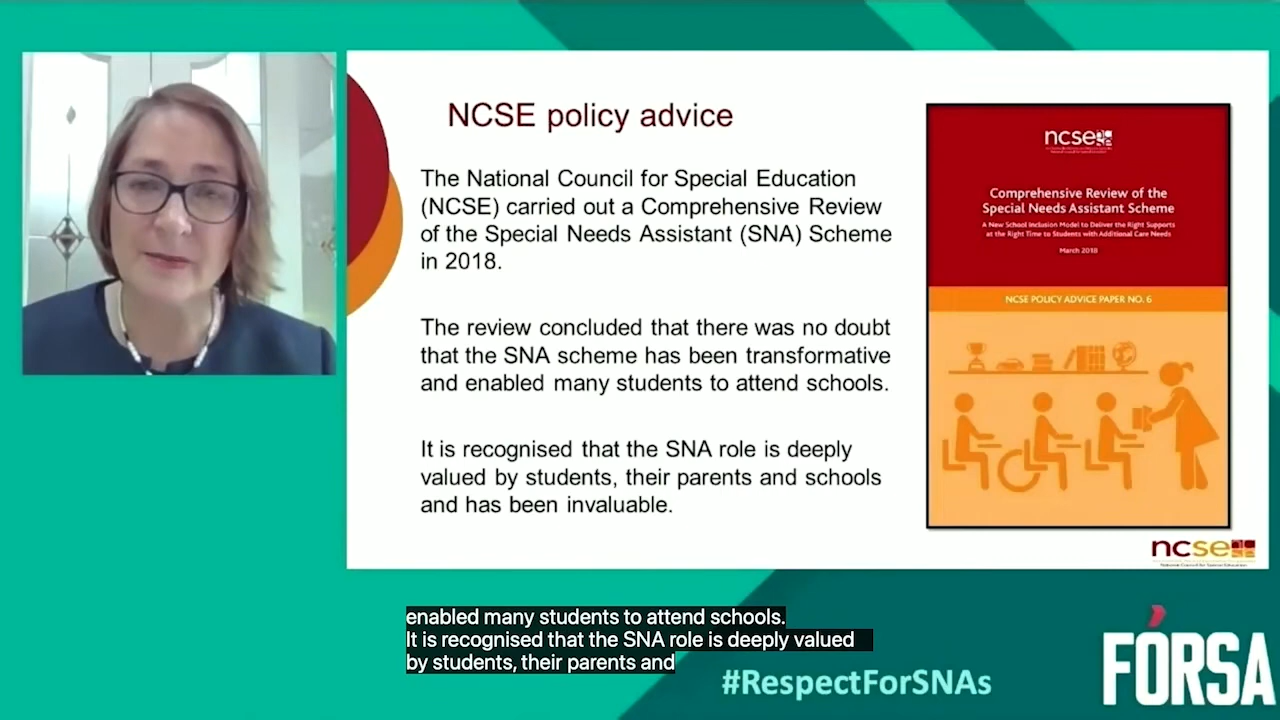 NCSE policy advice
The National Council for Special Education
(NCSE) carried out a Comprehensive Review
of the Special Needs Assistant (SNA) Scheme
in 2018.
The review concluded that there was no doubt
that the SNA scheme has been transformative
and enabled many students to attend schools.
It is recognised that the SNA role is deeply
valued by students, their parents and schools
and has been invaluable.
ncse
Comprehensive Review of the
Special Needs Assistant Scheme
A New School Inclusion Model to Deliver the Right Supports
at the Right Time to Students with Additional Care Needs
March 2018
NCSE POLICY ADVICE PAPER NO. 6
ncse
National Council for Special Education
enabled many students to attend schools.
It is recognised that the SNA role is deeply valued
by students, their parents and
#RespectForSNAs
FÓRSA